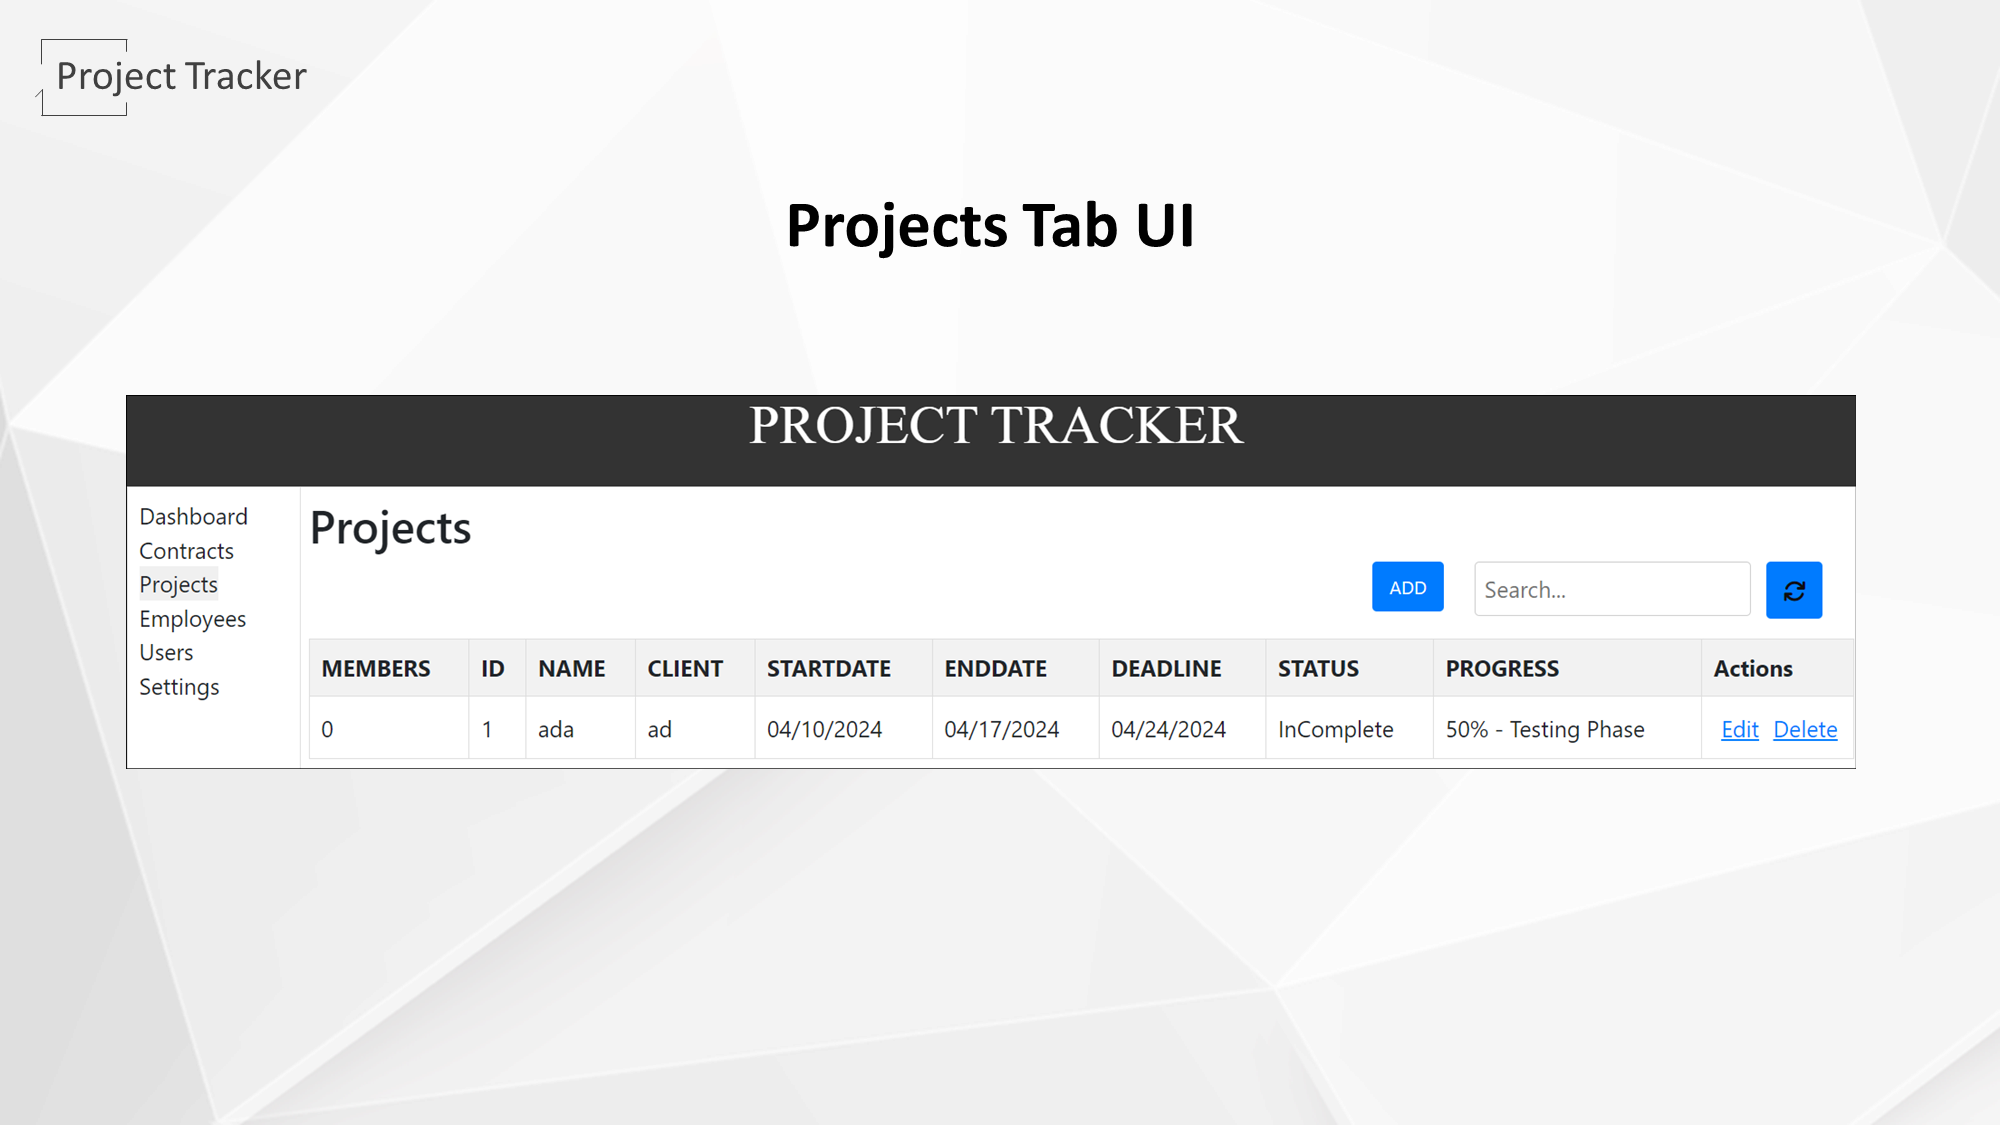 Project Tracker
Projects Tab UI
PROJECT TRACKER
Dashboard
Contracts
Projects
Employees
Users
Settings
Projects
ADD Search...
MEMBERS ID NAME CLIENT STARTDATE ENDDATE DEADLINE STATUS PROGRESS Actions
0 1 ada ad 04/10/2024 04/17/2024 04/24/2024 InComplete 50% - Testing Phase Edit Delete